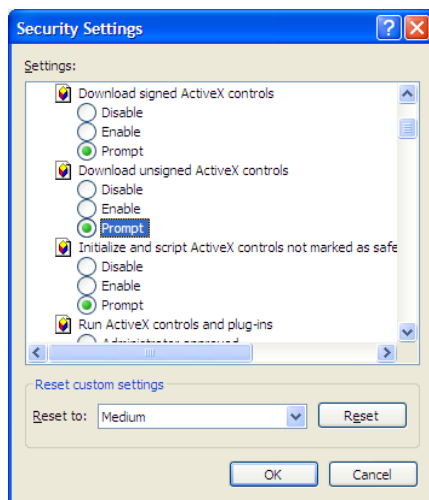 Security Settings
Settings:
Download signed ActiveX controls
Disable
Enable
Prompt
Download unsigned ActiveX controls
Disable
Enable
Prompt
Initialize and script ActiveX controls not marked as safe
Disable
Enable
Prompt
Run ActiveX controls and plug-ins
Administrator approved
Reset custom settings
Reset to: Medium Reset
OK Cancel